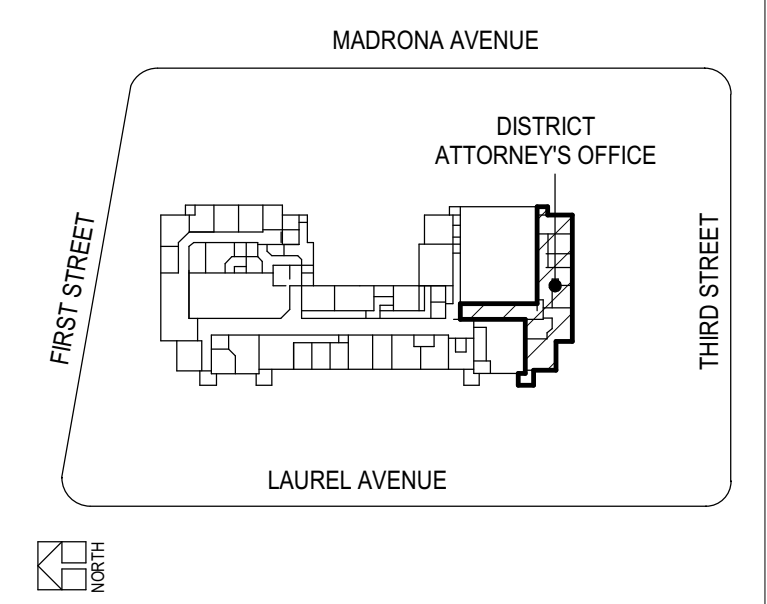 MADRONA AVENUE
DISTRICT
ATTORNEY'S OFFICE
FIRST STREET
THIRD STREET
LAUREL AVENUE
NORTH